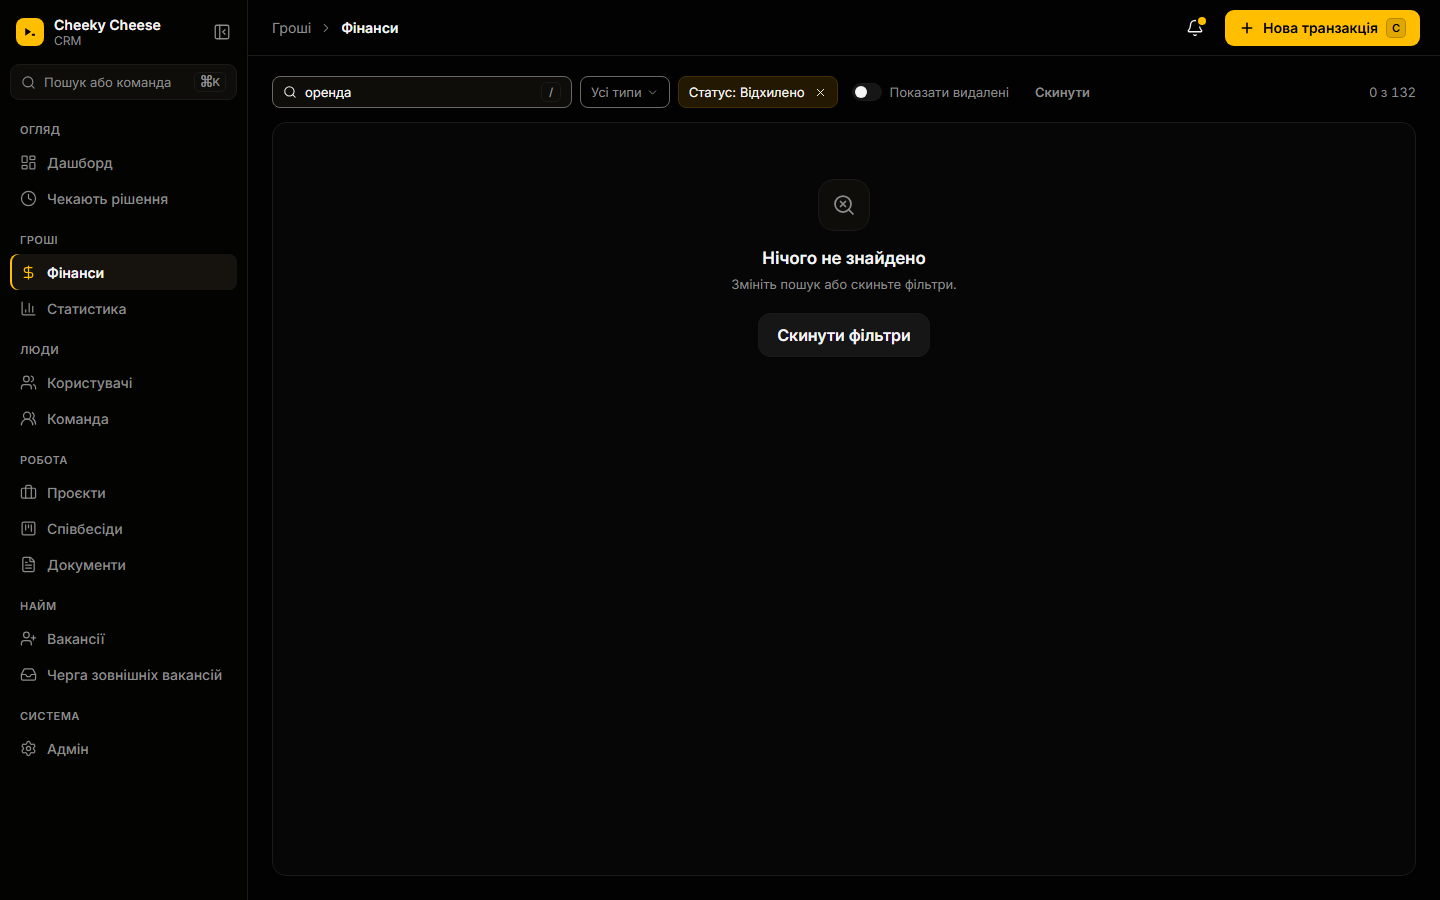 Cheeky Cheese
CRM
Пошук або команда ⌘K
ОГЛЯД
Дашборд
Чекають рішення
ГРОШІ
Фінанси
Статистика
ЛЮДИ
Користувачі
Команда
РОБОТА
Проєкти
Співбесіди
Документи
НАЙМ
Вакансії
Черга зовнішніх вакансій
СИСТЕМА
Адмін
Гроші Фінанси
Нова транзакція C
оренда /
Усі типи
Статус: Відхилено
Показати видалені
Скинути
0 з 132
Нічого не знайдено
Змініть пошук або скиньте фільтри.
Скинути фільтри